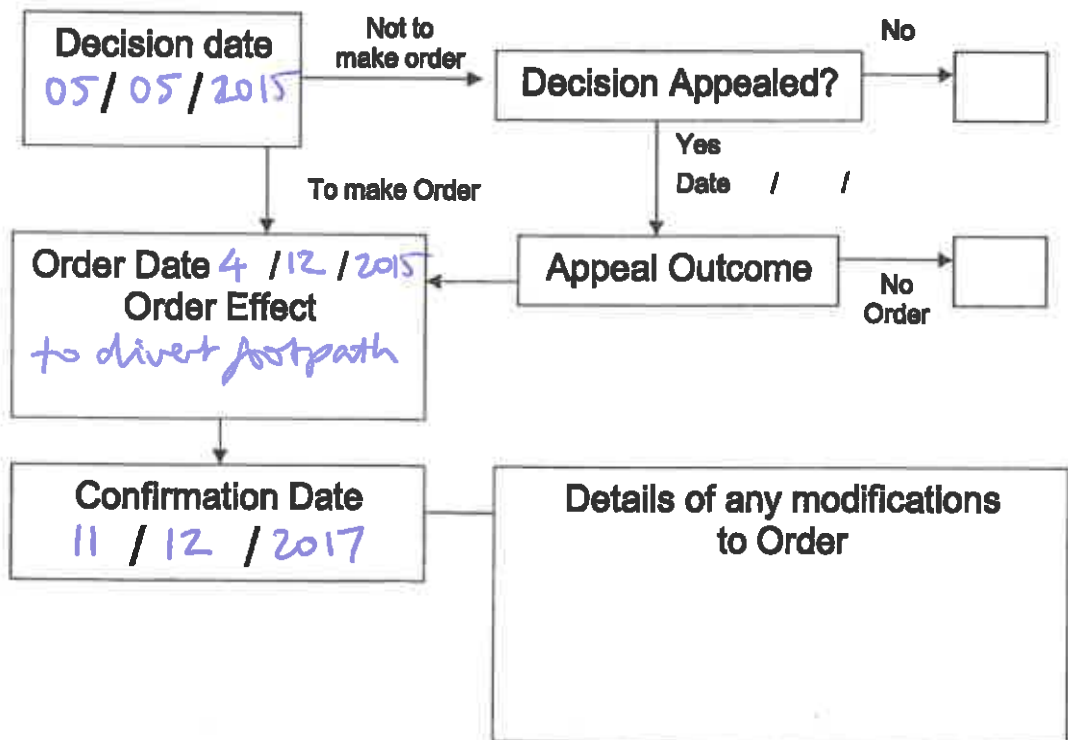 Decision date
05/ 05 / 2015
Not to
make order
Decision Appealed?
No
Yes
Date / /
To make Order
Order Date 4 /12 / 2015
Order Effect
to divert footpath
Appeal Outcome
No
Order
Confirmation Date
11 / 12 / 2017
Details of any modifications
to Order